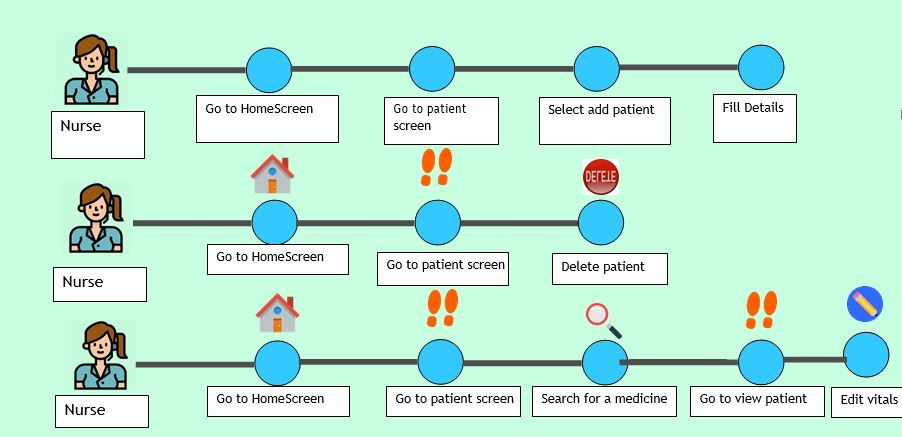 Nurse
Go to HomeScreen
Go to patient
screen
Select add patient
Fill Details
DELETE
Nurse
Go to HomeScreen
Go to patient screen
Delete patient
Nurse
Go to HomeScreen
Go to patient screen
Search for a medicine
Go to view patient
Edit vitals